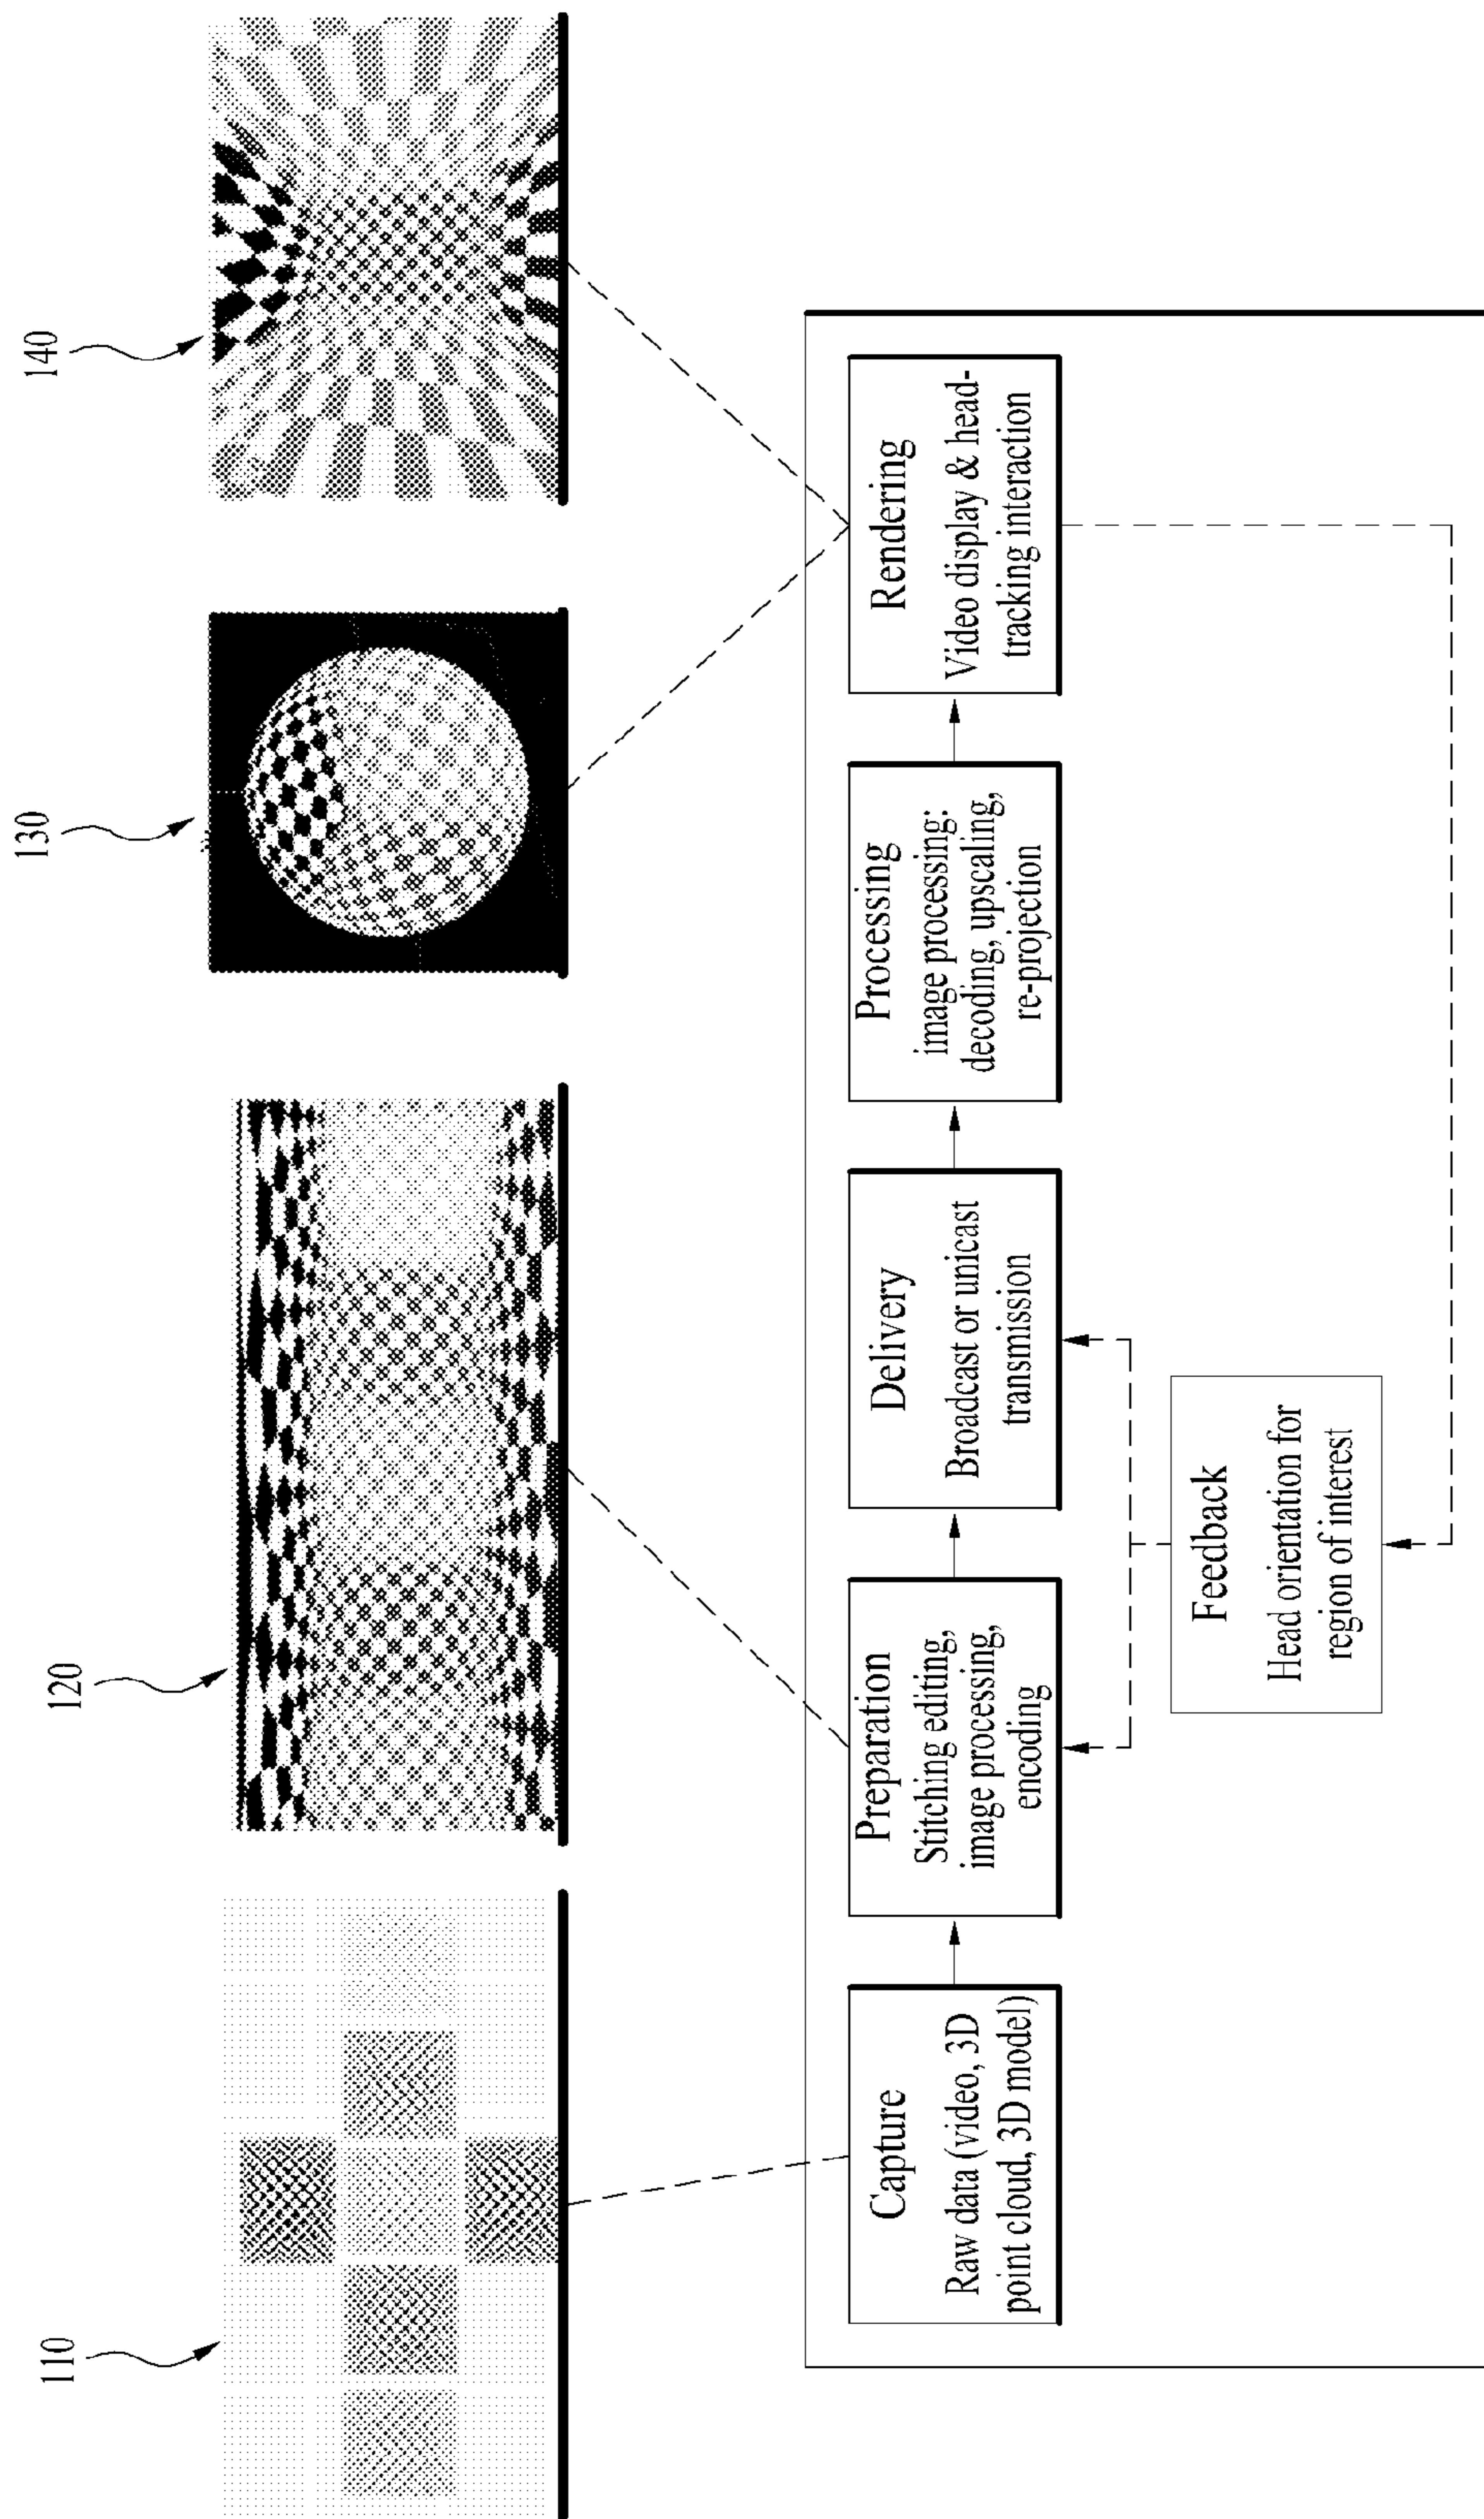 110
120
130
140
Capture
Raw data (video, 3D
point cloud, 3D model)
Preparation
Stitching editing,
image processing,
encoding
Delivery
Broadcast or unicast
transmission
Processing
image processing:
decoding, upscaling,
re-projection
Rendering
Video display & head-
tracking interaction
Feedback
Head orientation for
region of interest